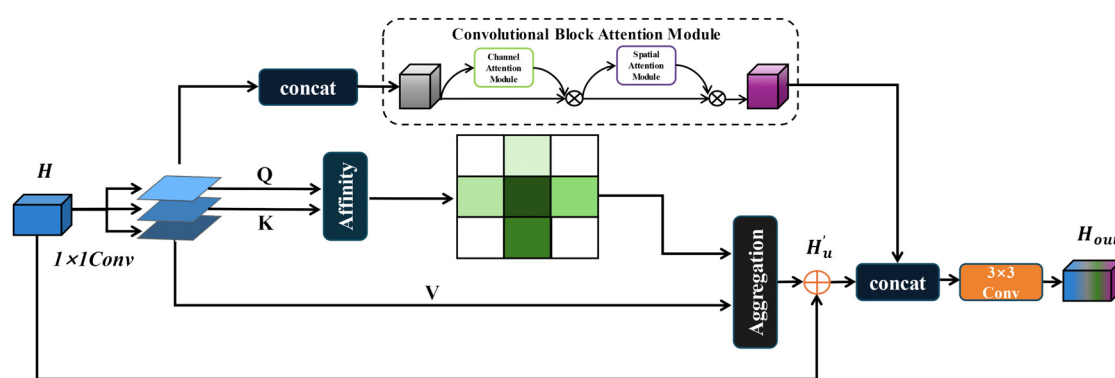 Convolutional Block Attention Module
Channel
Attention
Module
Spatial
Attention
Module
concat
H
Q
K
1×1Conv
Affinity
V
Aggregation
H'u
concat
3×3
Conv
Hout